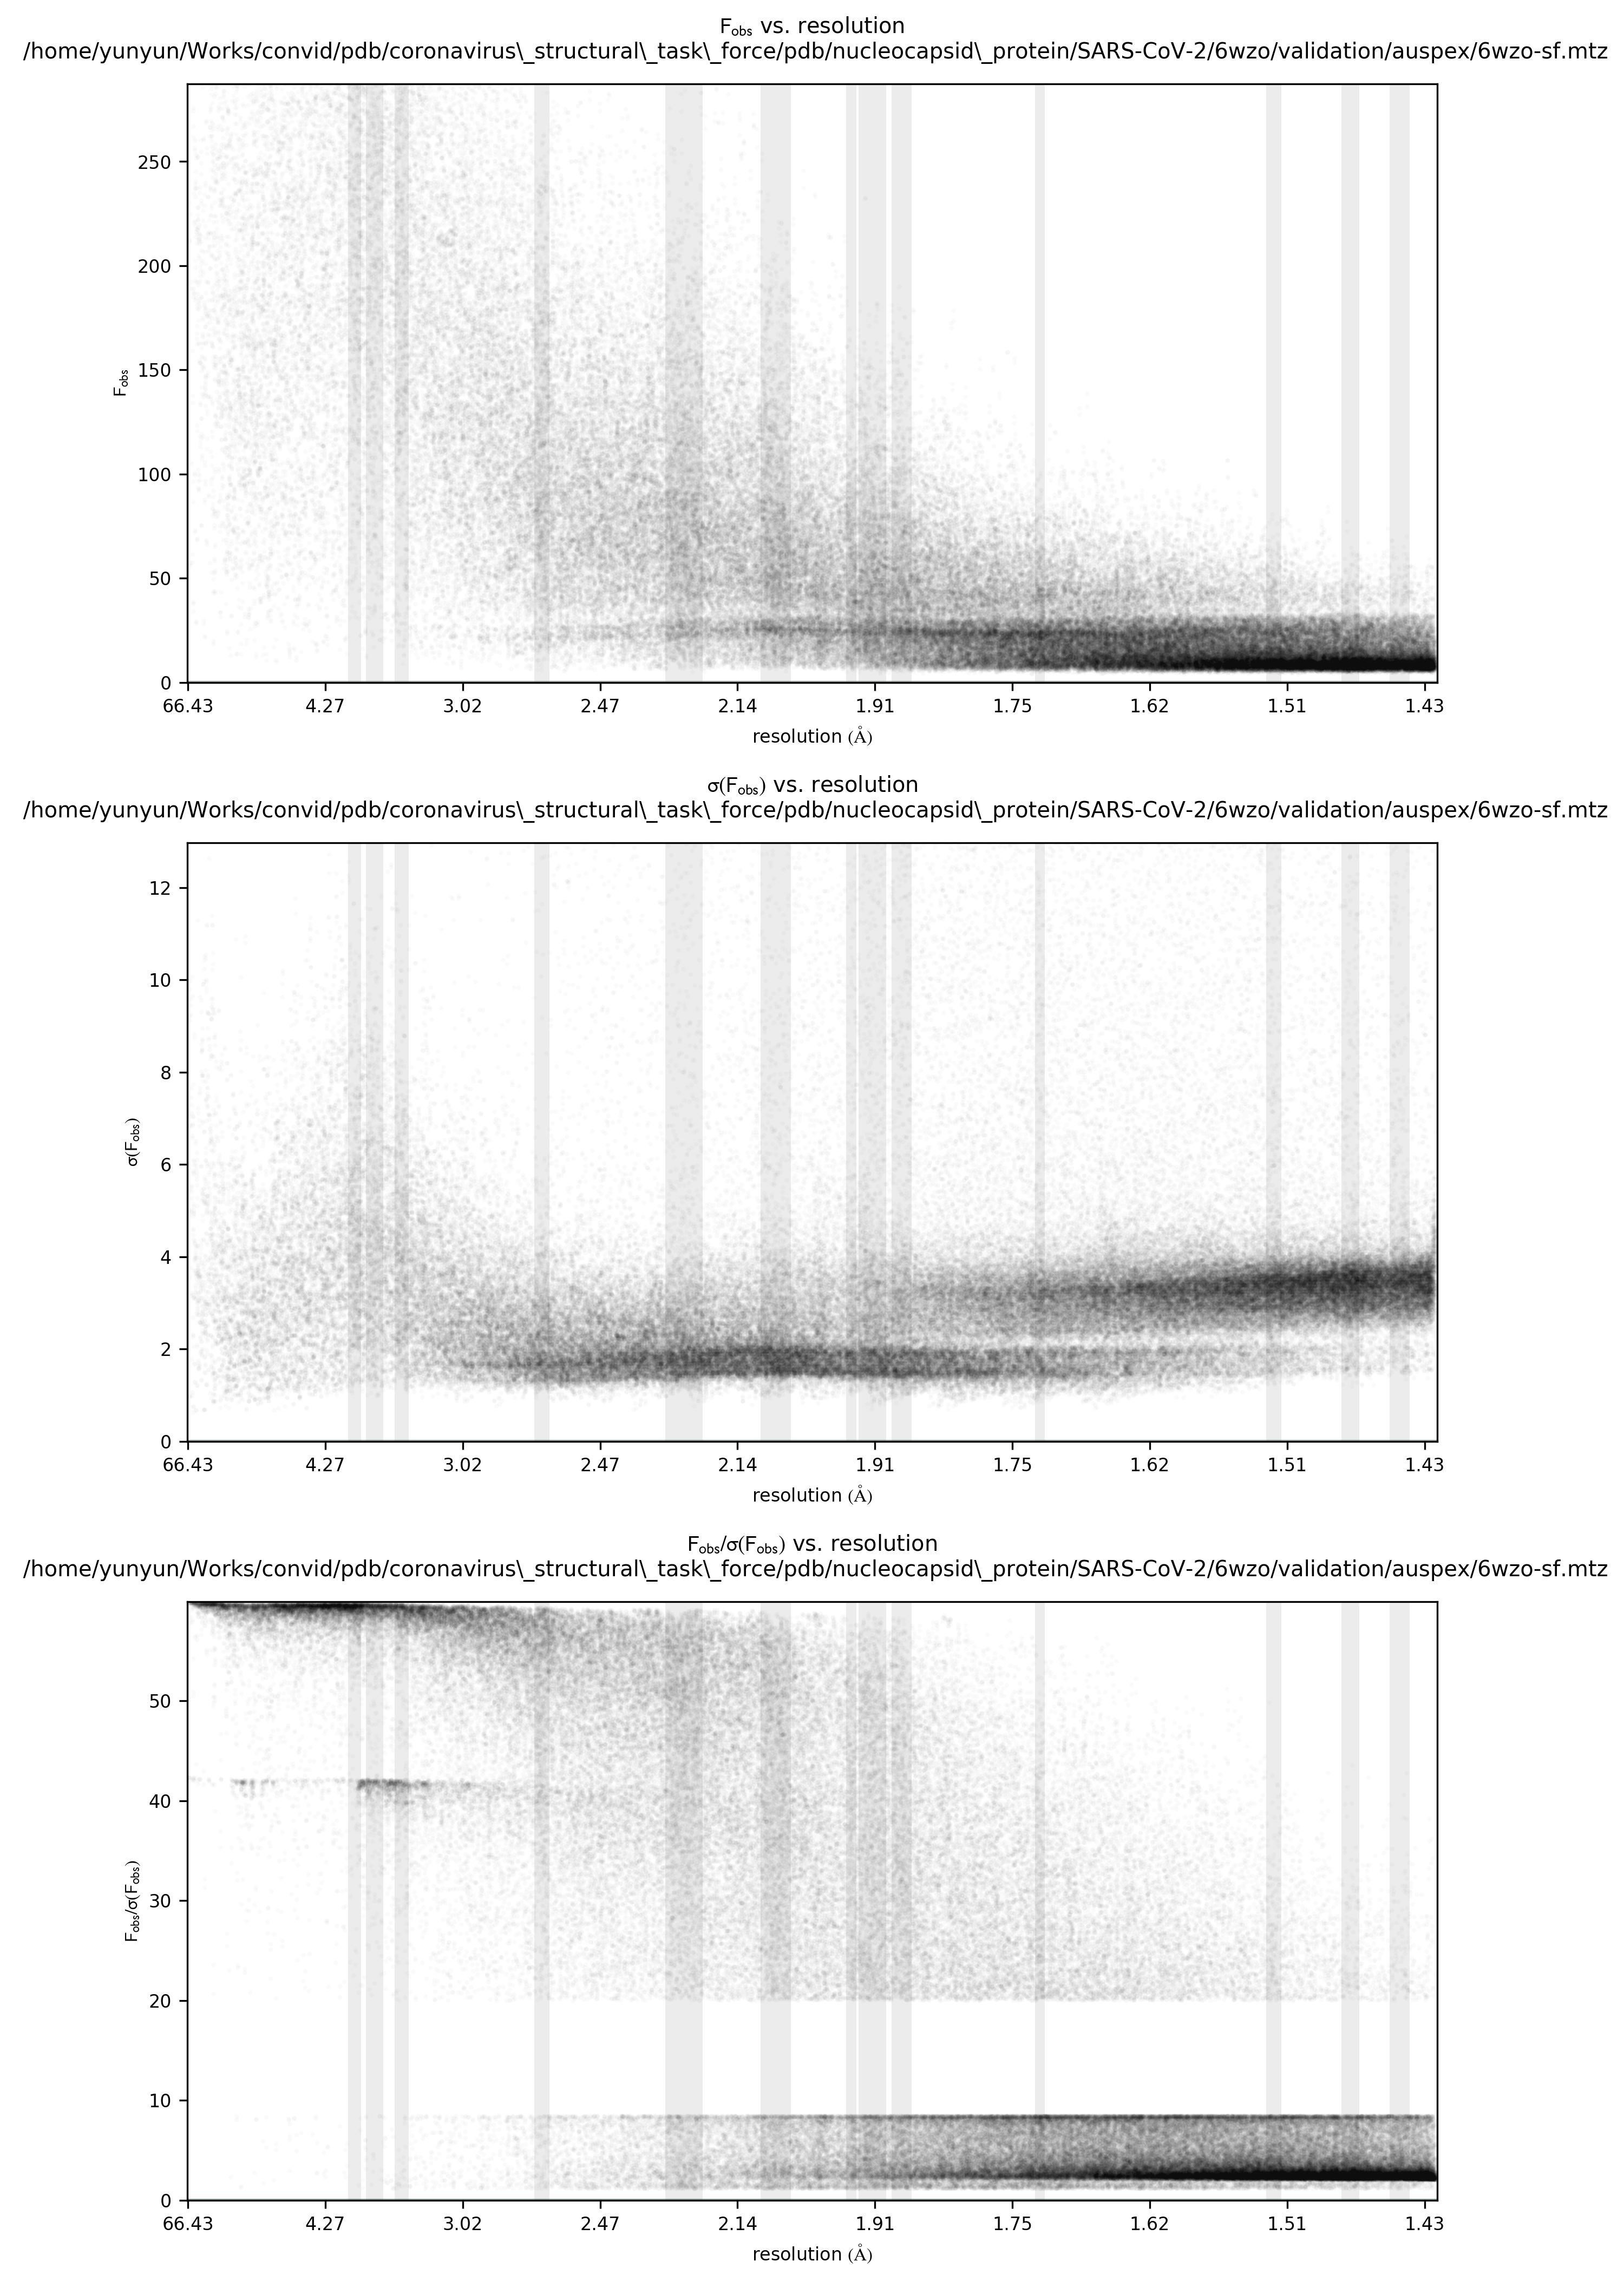 Fobs vs. resolution
/home/yunyun/Works/convid/pdb/coronavirus\_structural\_task\_force/pdb/nucleocapsid\_protein/SARS-CoV-2/6wzo/validation/auspex/6wzo-sf.mtz
250
200
150
100
50
0
Fobs
66.43 4.27 3.02 2.47 2.14 1.91 1.75 1.62 1.51 1.43
resolution (Å)
σ(Fobs) vs. resolution
/home/yunyun/Works/convid/pdb/coronavirus\_structural\_task\_force/pdb/nucleocapsid\_protein/SARS-CoV-2/6wzo/validation/auspex/6wzo-sf.mtz
12
10
8
6
4
2
0
σ(Fobs)
66.43 4.27 3.02 2.47 2.14 1.91 1.75 1.62 1.51 1.43
resolution (Å)
Fobs/σ(Fobs) vs. resolution
/home/yunyun/Works/convid/pdb/coronavirus\_structural\_task\_force/pdb/nucleocapsid\_protein/SARS-CoV-2/6wzo/validation/auspex/6wzo-sf.mtz
50
40
30
20
10
0
Fobs/σ(Fobs)
66.43 4.27 3.02 2.47 2.14 1.91 1.75 1.62 1.51 1.43
resolution (Å)